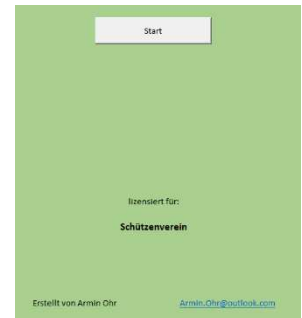 Start
lizensiert für:
Schützenverein
Erstellt von Armin Ohr Armin.Ohr@outlook.com